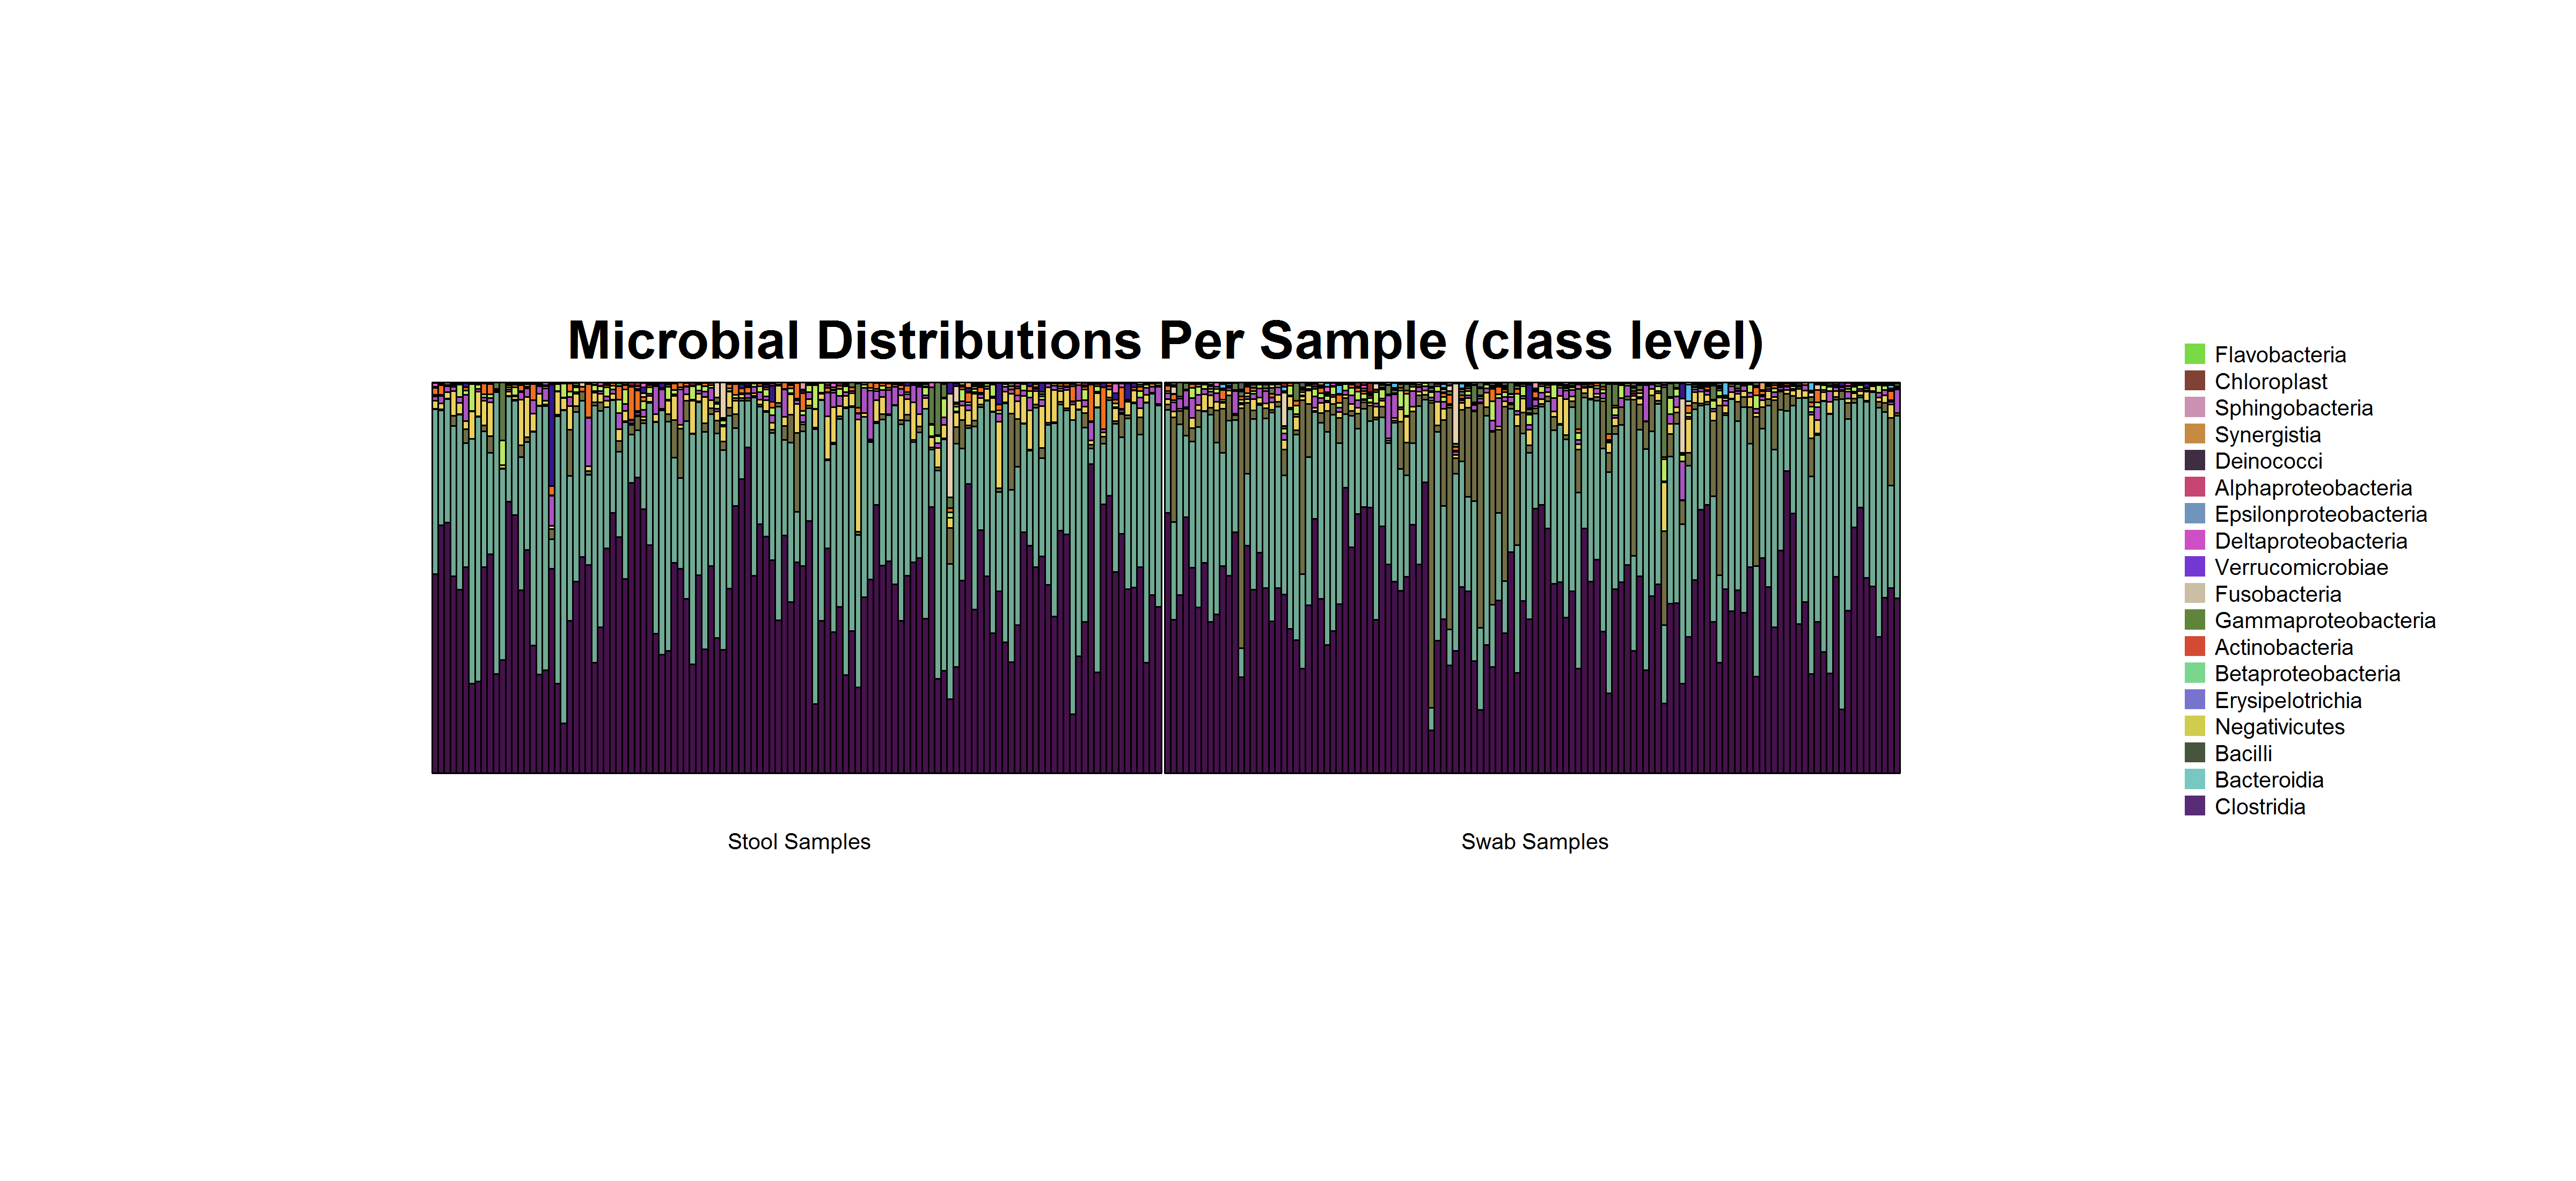 Microbial Distributions Per Sample (class level)
Flavobacteria
Chloroplast
Sphingobacteria
Synergistia
Deinococci
Alphaproteobacteria
Epsilonproteobacteria
Deltaproteobacteria
Verrucomicrobiae
Fusobacteria
Gammaproteobacteria
Actinobacteria
Betaproteobacteria
Erysipelotrichia
Negativicutes
Bacilli
Bacteroidia
Clostridia
Stool Samples
Swab Samples